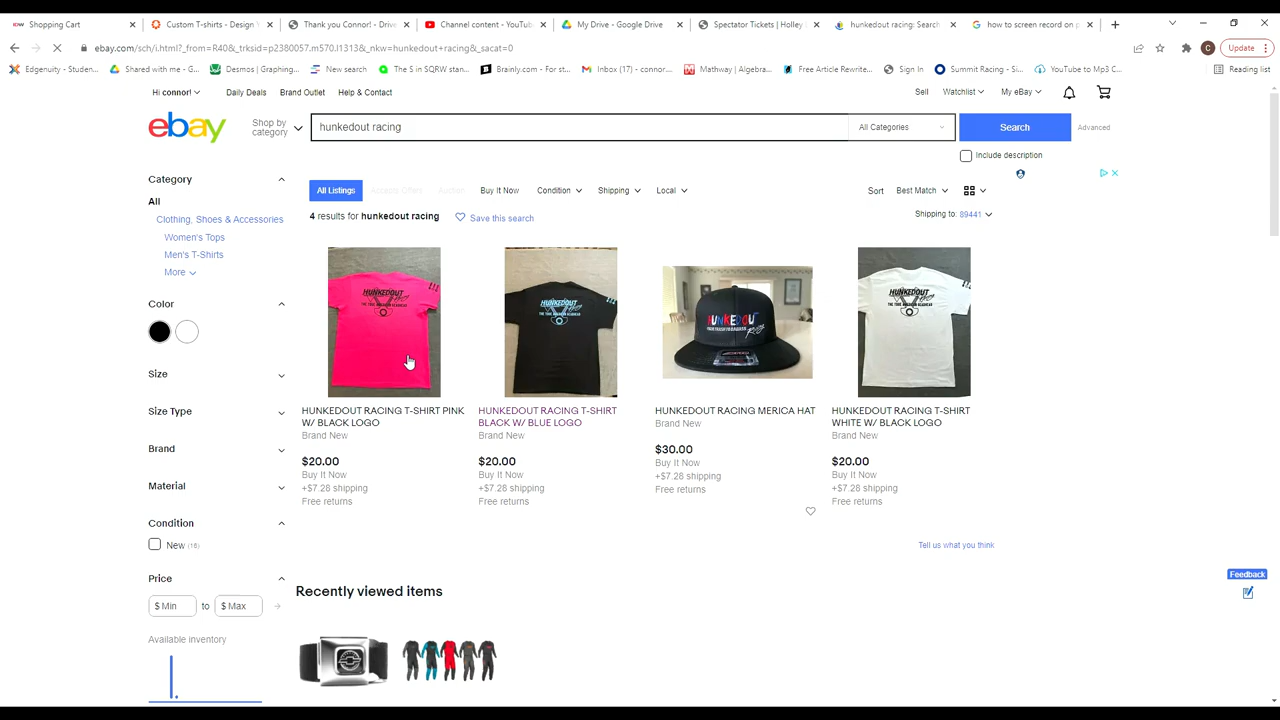 Shopping Cart
Custom T-shirts - Design Y
Thank you Connor! - Drive
Channel content - YouTube
My Drive - Google Drive
Spectator Tickets | Holley
hunkedout racing: Search
how to screen record on p
ebay.com/sch/i.html?_from=R40&_trksid=p2380057.m570.l1313&_nkw=hunkedout+racing&_sacat=0
C
Update
Edgenuity - Studen...
Shared with me - G...
Desmos | Graphing...
New search
The S in SQRW stan...
Brainly.com - For st...
Inbox (17) - connor....
Mathway | Algebra...
Free Article Rewrite...
Sign In
Summit Racing - Si...
YouTube to Mp3 C...
Reading list
Hi connor!
Daily Deals
Brand Outlet
Help & Contact
Sell
Watchlist
My eBay
ebay
Shop by
category
hunkedout racing
All Categories
Search
Advanced
Include description
Category
All
Clothing, Shoes & Accessories
Women's Tops
Men's T-Shirts
More
Color
Size
Size Type
Brand
Material
Condition
New (16)
Price
$ Min
to
$ Max
Available inventory
All Listings
Accepts Offers
Auction
Buy It Now
Condition
Shipping
Local
Sort
Best Match
4 results for hunkedout racing
Save this search
Shipping to: 89441
HUNKEDOUT
HUNKEDOUT
HUNKEDOUT
Racing
HUNKEDOUT
HUNKEDOUT RACING T-SHIRT PINK
W/ BLACK LOGO
Brand New
$20.00
Buy It Now
+$7.28 shipping
Free returns
HUNKEDOUT RACING T-SHIRT
BLACK W/ BLUE LOGO
Brand New
$20.00
Buy It Now
+$7.28 shipping
Free returns
HUNKEDOUT RACING MERICA HAT
Brand New
$30.00
Buy It Now
+$7.28 shipping
Free returns
HUNKEDOUT RACING T-SHIRT
WHITE W/ BLACK LOGO
Brand New
$20.00
Buy It Now
+$7.28 shipping
Free returns
Tell us what you think
Feedback
Recently viewed items